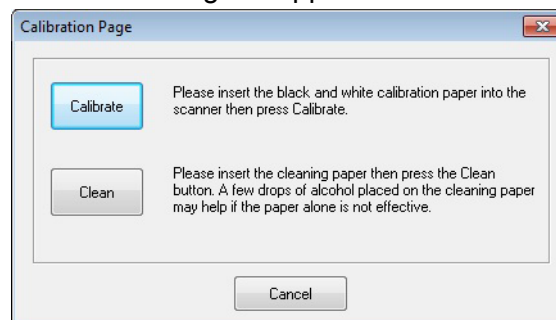 Calibration Page
Calibrate
Please insert the black and white calibration paper into the
scanner then press Calibrate.
Clean
Please insert the cleaning paper then press the Clean
button. A few drops of alcohol placed on the cleaning paper
may help if the paper alone is not effective.
Cancel